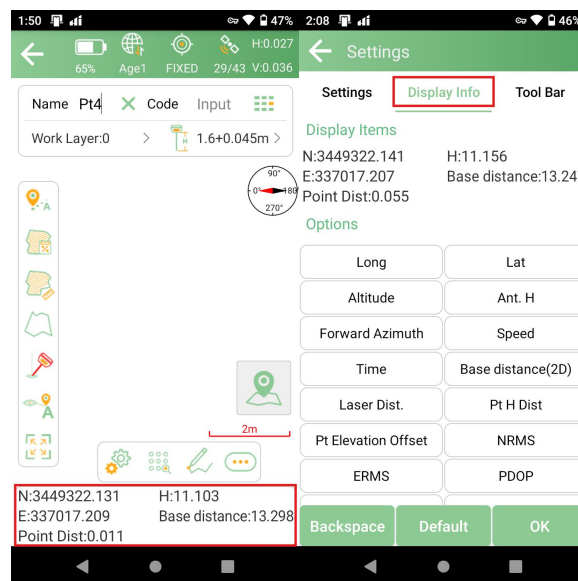 1:50
47%
H:0.027
65%
Age1
FIXED
29/43
V:0.036
Name
Pt4
Code
Input
Work Layer:0
>
H
1.6+0.045m >
90°
0°
180
270°
A
%
A
2m
N:3449322.131
H:11.103
E:337017.209
Base distance:13.298
Point Dist:0.011
2:08
46%
Settings
Settings
Display Info
Tool Bar
Display Items
N:3449322.141
H:11.156
E:337017.207
Base distance:13.24
Point Dist:0.055
Options
Long
Lat
Altitude
Ant. H
Forward Azimuth
Speed
Time
Base distance(2D)
Laser Dist.
Pt H Dist
Pt Elevation Offset
NRMS
ERMS
PDOP
Backspace
Default
OK